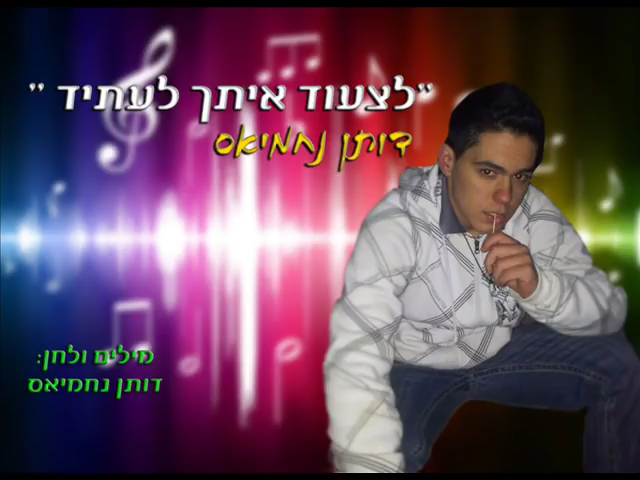 "לצעוד איתך לעתיד "
דותן נחמיאס
מילים ולחן:
דותן נחמיאס